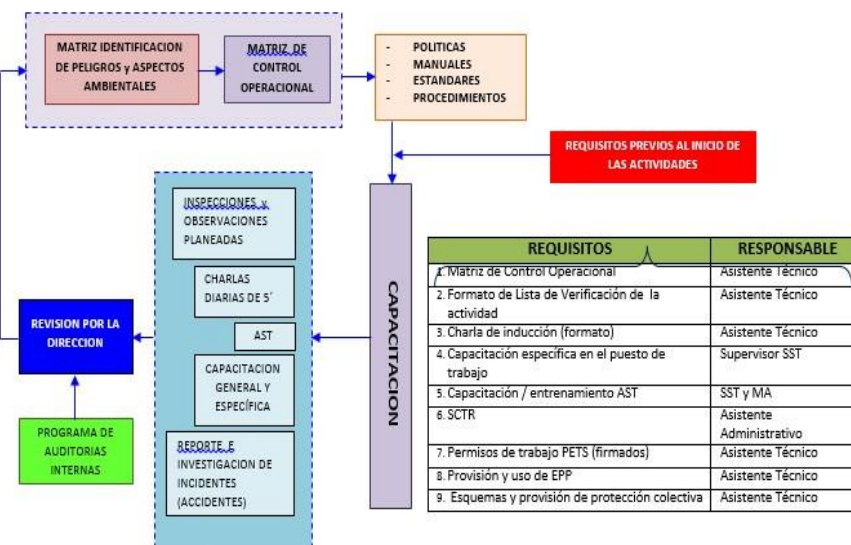 MATRIZ IDENTIFICACION
DE PELIGROS y ASPECTOS
AMBIENTALES
MATRIZ DE
CONTROL
OPERACIONAL
- POLITICAS
- MANUALES
- ESTANDARES
- PROCEDIMIENTOS
REQUISITOS PREVIOS AL INICIO DE
LAS ACTIVIDADES
INSPECCIONES y
OBSERVACIONES
PLANEADAS
CHARLAS
DIARIAS DE 5´
AST
CAPACITACION
GENERAL Y
ESPECÍFICA
REPORTE E
INVESTIGACION DE
INCIDENTES
(ACCIDENTES)
CAPACITACION
REVISION POR LA
DIRECCION
PROGRAMA DE
AUDITORIAS
INTERNAS
REQUISITOS RESPONSABLE
1. Matriz de Control Operacional Asistente Técnico
2. Formato de Lista de Verificación de la Asistente Técnico
actividad
3. Charla de inducción (formato) Asistente Técnico
4. Capacitación específica en el puesto de Supervisor SST
trabajo
5. Capacitación / entrenamiento AST SST y MA
6. SCTR Asistente
Administrativo
7. Permisos de trabajo PETS (firmados) Asistente Técnico
8. Provisión y uso de EPP Asistente Técnico
9. Esquemas y provisión de protección colectiva Asistente Técnico